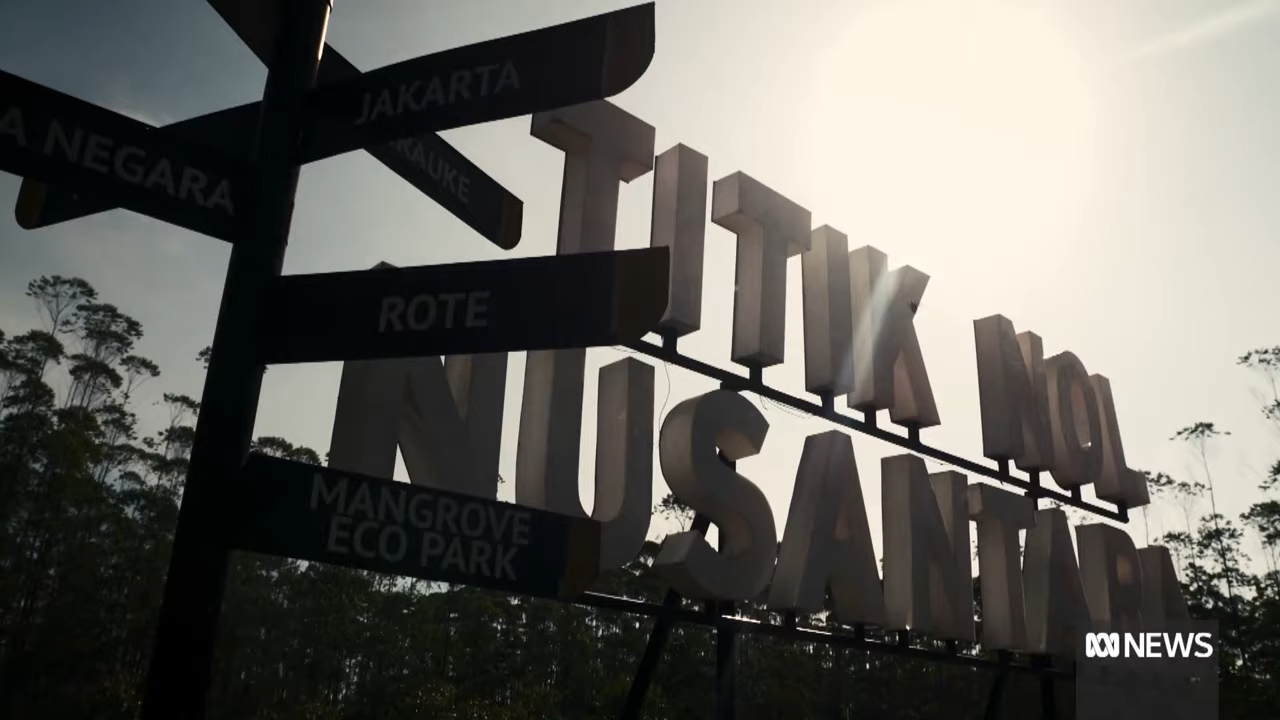 JAKARTA
A NEGARA
RAUKE
ROTE
MANGROVE
ECO PARK
TITIK NOL
NUSANTARA
NEWS